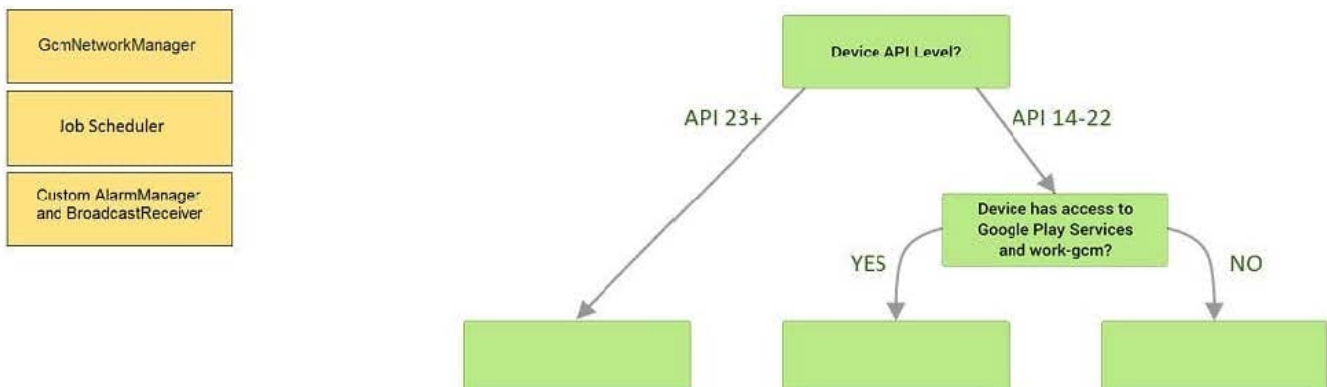 GcmNetworkManager
Job Scheduler
Custom AlarmManager
and BroadcastReceiver
Device API Level?
API 23+
API 14-22
Device has access to
Google Play Services
and work-gcm?
YES
NO